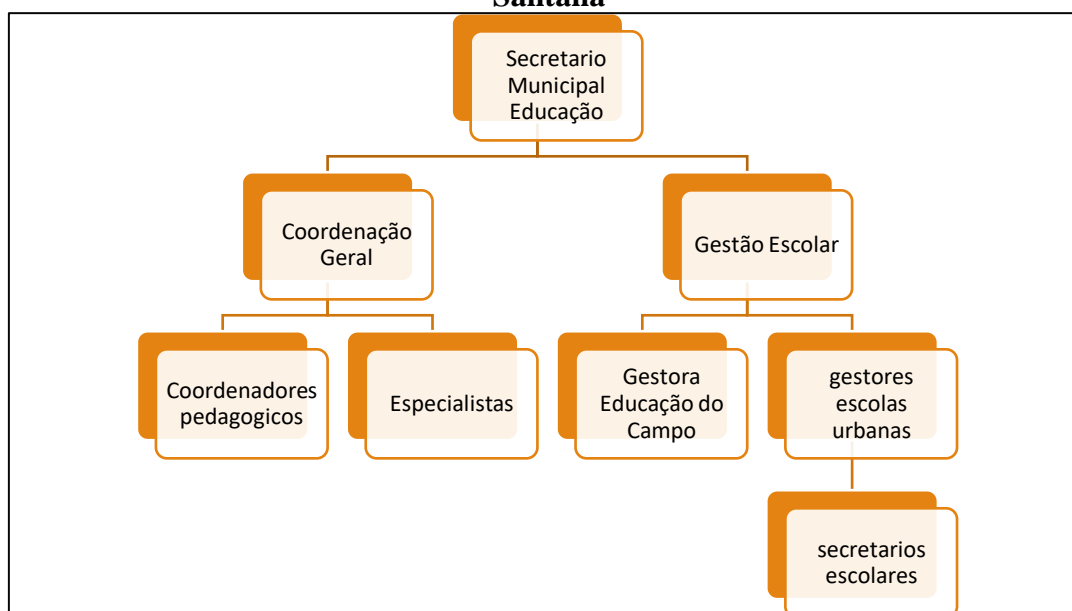 Santana
Secretario
Municipal
Educação
Coordenação
Geral
Gestão Escolar
Coordenadores
pedagogicos
Especialistas
Gestora
Educação do
Campo
gestores
escolas
urbanas
secretarios
escolares